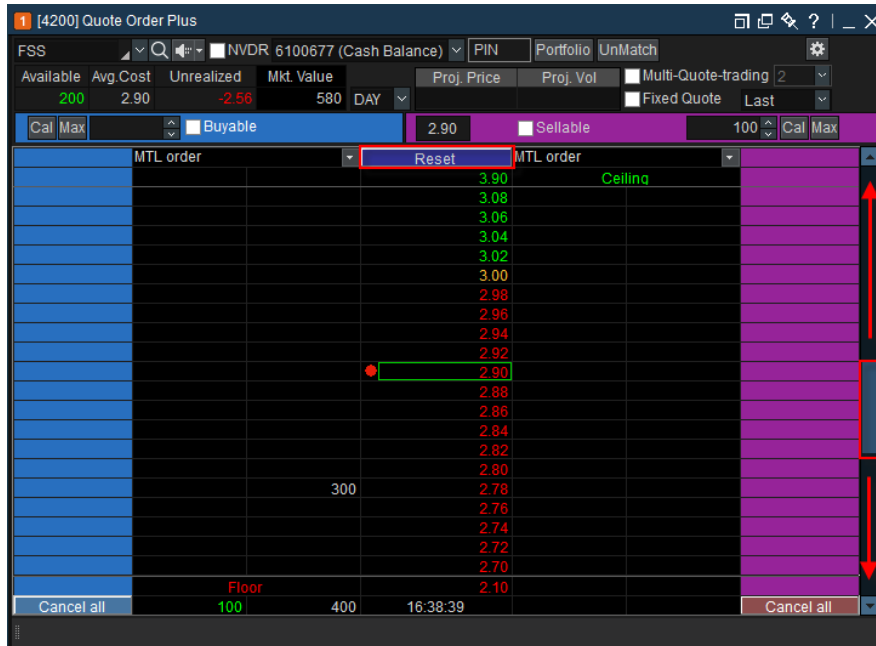 1 [4200] Quote Order Plus ?
FSS NVDR 6100677 (Cash Balance) PIN Portfolio UnMatch
Available Avg.Cost Unrealized Mkt. Value Proj. Price Proj. Vol Multi-Quote-trading 2
200 2.90 -2.56 580 DAY Fixed Quote Last
Cal Max Buyable 2.90 Sellable 100 Cal Max
MTL order Reset MTL order
3.90 Ceiling
3.08
3.06
3.04
3.02
3.00
2.98
2.96
2.94
2.92
2.90
2.88
2.86
2.84
2.82
2.80
300 2.78
2.76
2.74
2.72
2.70
Floor 2.10
Cancel all 100 400 16:38:39 Cancel all